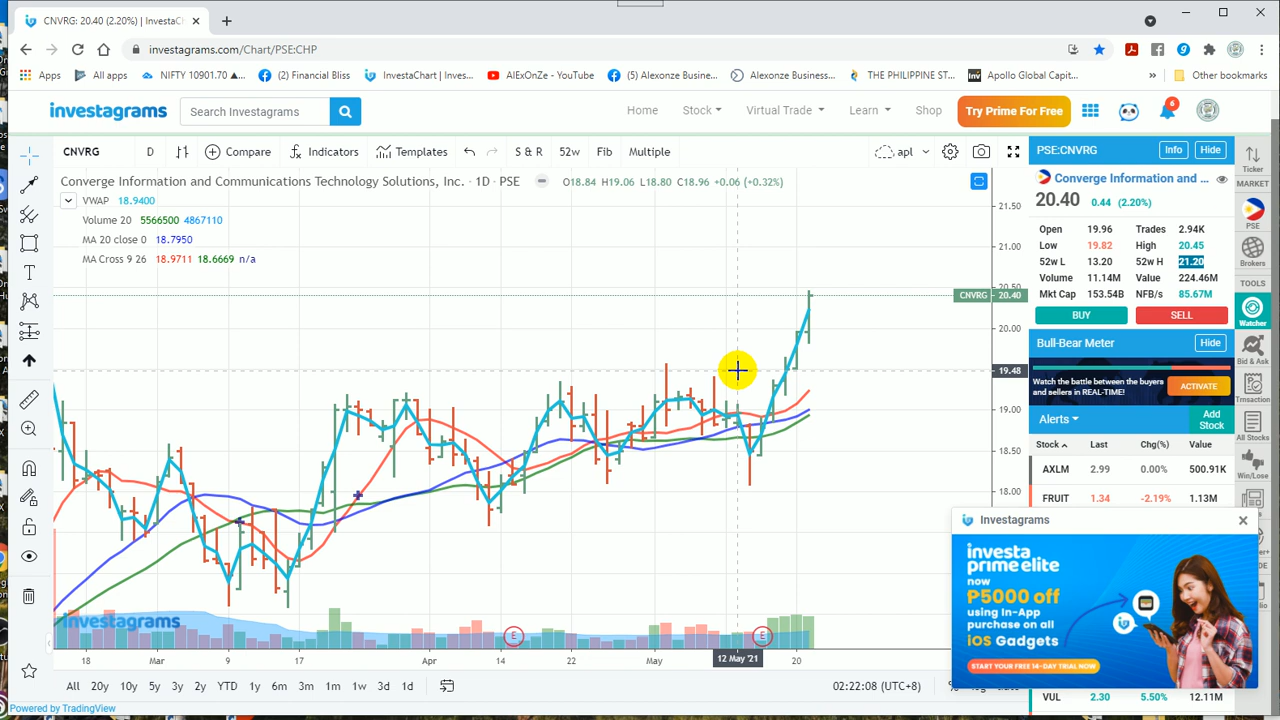 CNVRG: 20.40 (2.20%) | InvestaC
investagrams.com/Chart/PSE:CHP
Apps All apps NIFTY 10901.70 ▲... (2) Financial Bliss InvestaChart | Inves... AlExOnZe - YouTube (5) Alexonze Busine... Alexonze Business... THE PHILIPPINE ST... Apollo Global Capit... » Other bookmarks
investagrams Search Investagrams Home Stock Virtual Trade Learn Shop Try Prime For Free 6
CNVRG D Compare Indicators Templates S & R 52w Fib Multiple apl
Converge Information and Communications Technology Solutions, Inc. · 1D · PSE O18.84 H19.06 L18.80 C18.96 +0.06 (+0.32%)
VWAP 18.9400
Volume 20 5566500 4867110
MA 20 close 0 18.7950
MA Cross 9 26 18.9711 18.6669 n/a
21.50
21.00
20.50
CNVRG 20.40
20.00
19.48
19.00
18.50
18.00
investagrams
E E
18 Mar 9 17 Apr 14 22 May 12 May '21 20
All 20y 10y 5y 3y 2y YTD 1y 6m 3m 1m 1w 3d 1d 02:22:08 (UTC+8) %
Powered by TradingView
PSE:CNVRG Info Hide
Converge Information and ...
20.40 0.44 (2.20%)
Open 19.96 Trades 2.94K
Low 19.82 High 20.45
52w L 13.20 52w H 21.20
Volume 11.14M Value 224.46M
Mkt Cap 153.54B NFB/s 85.67M
BUY SELL
Bull-Bear Meter Hide
Watch the battle between the buyers
and sellers in REAL-TIME!
ACTIVATE
Alerts Add
Stock
Stock Last Chg(%) Value
AXLM 2.99 0.00% 500.91K
FRUIT 1.34 -2.19% 1.13M
Investagrams
investa
prime elite
now
₱5000 off
using In-App
purchase on all
iOS Gadgets
START YOUR FREE 14-DAY TRIAL NOW
VUL 2.30 5.50% 12.11M
Ticker
MARKET
PSE
Brokers
TOOLS
Watcher
Bid & Ask
Trnsaction
All Stocks
Win/Lose